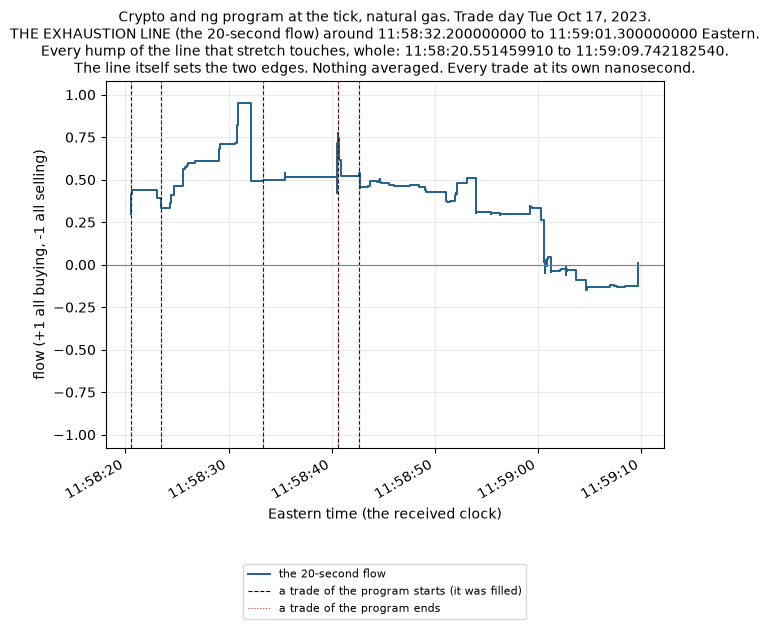 Crypto and ng program at the tick, natural gas. Trade day Tue Oct 17, 2023.
THE EXHAUSTION LINE (the 20-second flow) around 11:58:32.200000000 to 11:59:01.300000000 Eastern.
Every hump of the line that stretch touches, whole: 11:58:20.551459910 to 11:59:09.742182540.
The line itself sets the two edges. Nothing averaged. Every trade at its own nanosecond.
flow (+1 all buying, -1 all selling)
1.00
0.75
0.50
0.25
0.00
−0.25
−0.50
−0.75
−1.00
11:58:20
11:58:30
11:58:40
11:58:50
11:59:00
11:59:10
Eastern time (the received clock)
the 20-second flow
a trade of the program starts (it was filled)
a trade of the program ends